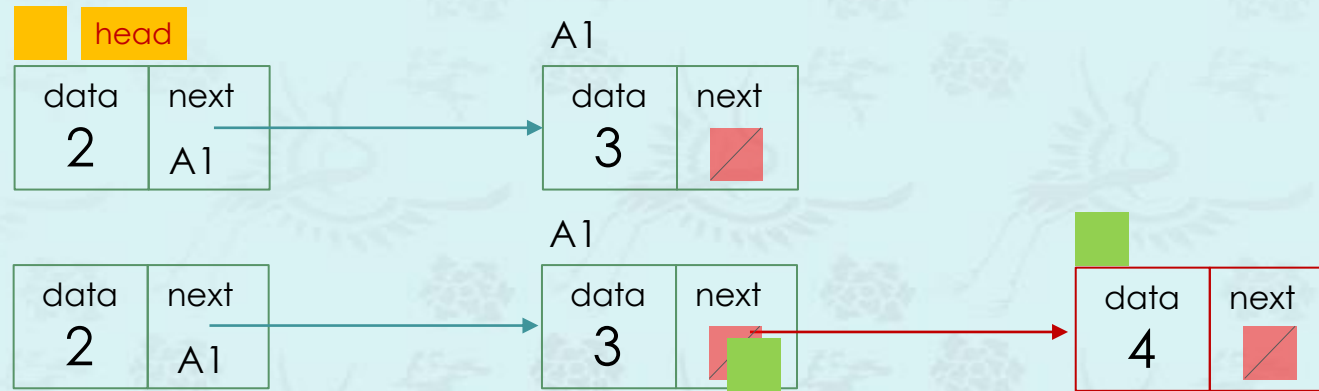 head
A1
data next data next
2 A1 3
A1
data next data next data next
2 A1 3 4